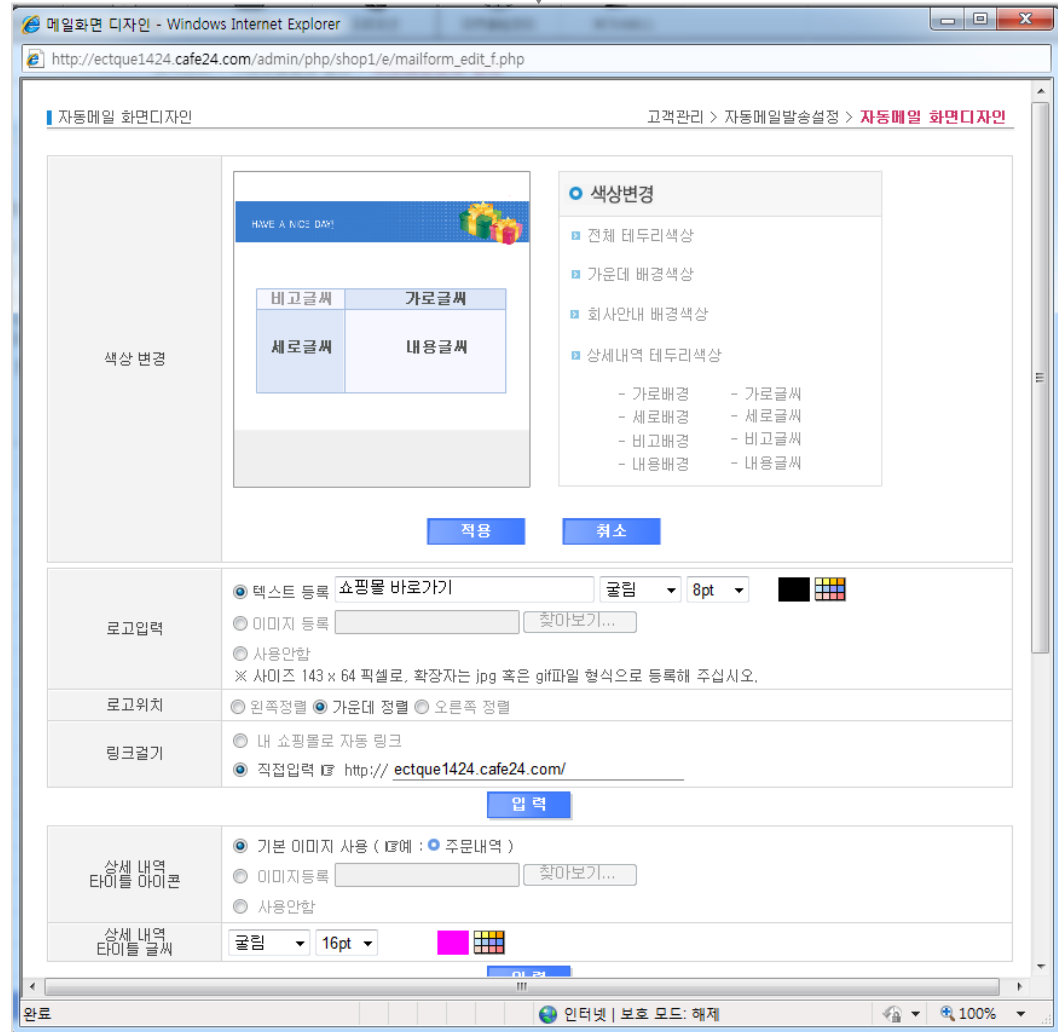 메일화면 디자인 - Windows Internet Explorer
http://ectque1424.cafe24.com/admin/php/shop1/e/mailform_edit_f.php
자동메일 화면디자인
고객관리 > 자동메일발송설정 > 자동메일 화면디자인
색상 변경
HAVE A NICE DAY!
비고글씨 가로글씨
세로글씨 내용글씨
색상변경
전체 테두리색상
가운데 배경색상
회사안내 배경색상
상세내역 테두리색상
- 가로배경 - 가로글씨
- 세로배경 - 세로글씨
- 비고배경 - 비고글씨
- 내용배경 - 내용글씨
적용 취소
로고입력
텍스트 등록 쇼핑몰 바로가기 굴림 8pt
이미지 등록 찾아보기...
사용안함
※ 사이즈 143 x 64 픽셀로, 확장자는 jpg 혹은 gif파일 형식으로 등록해 주십시오.
로고위치
왼쪽정렬 가운데 정렬 오른쪽 정렬
링크걸기
내 쇼핑몰로 자동 링크
직접입력 ☞ http:// ectque1424.cafe24.com/
입 력
상세 내역
타이틀 아이콘
기본 이미지 사용 ( ☞예 : 주문내역 )
이미지등록 찾아보기...
사용안함
상세 내역
타이틀 글씨
굴림 16pt
입 력
완료
인터넷 | 보호 모드: 해제
100%